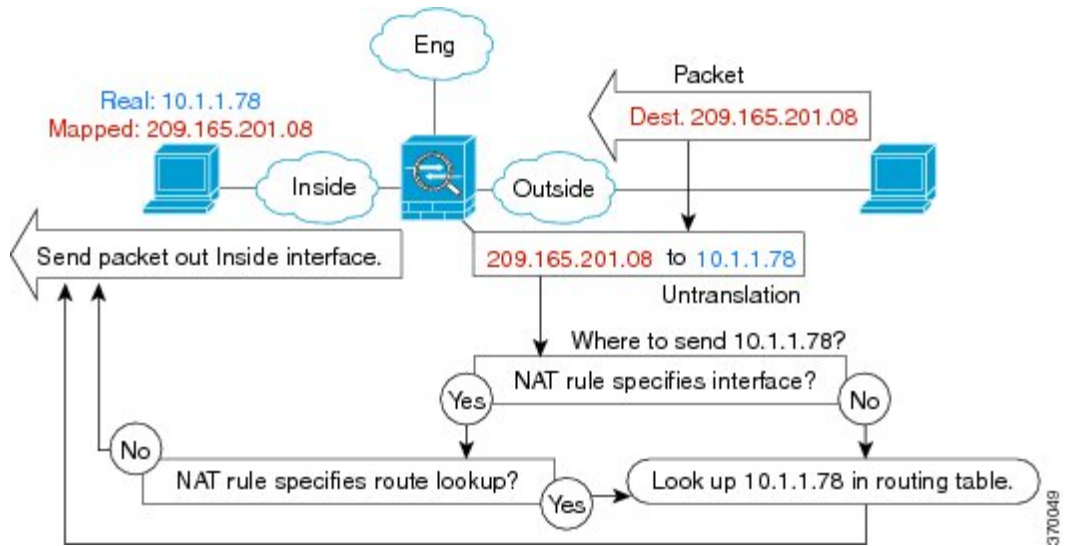 Eng
Packet
Real: 10.1.1.78
Mapped: 209.165.201.08
Dest. 209.165.201.08
Inside
Outside
Send packet out Inside interface.
209.165.201.08 to 10.1.1.78
Untranslation
Where to send 10.1.1.78?
NAT rule specifies interface?
Yes
No
No
NAT rule specifies route lookup?
Yes
Look up 10.1.1.78 in routing table.
370049